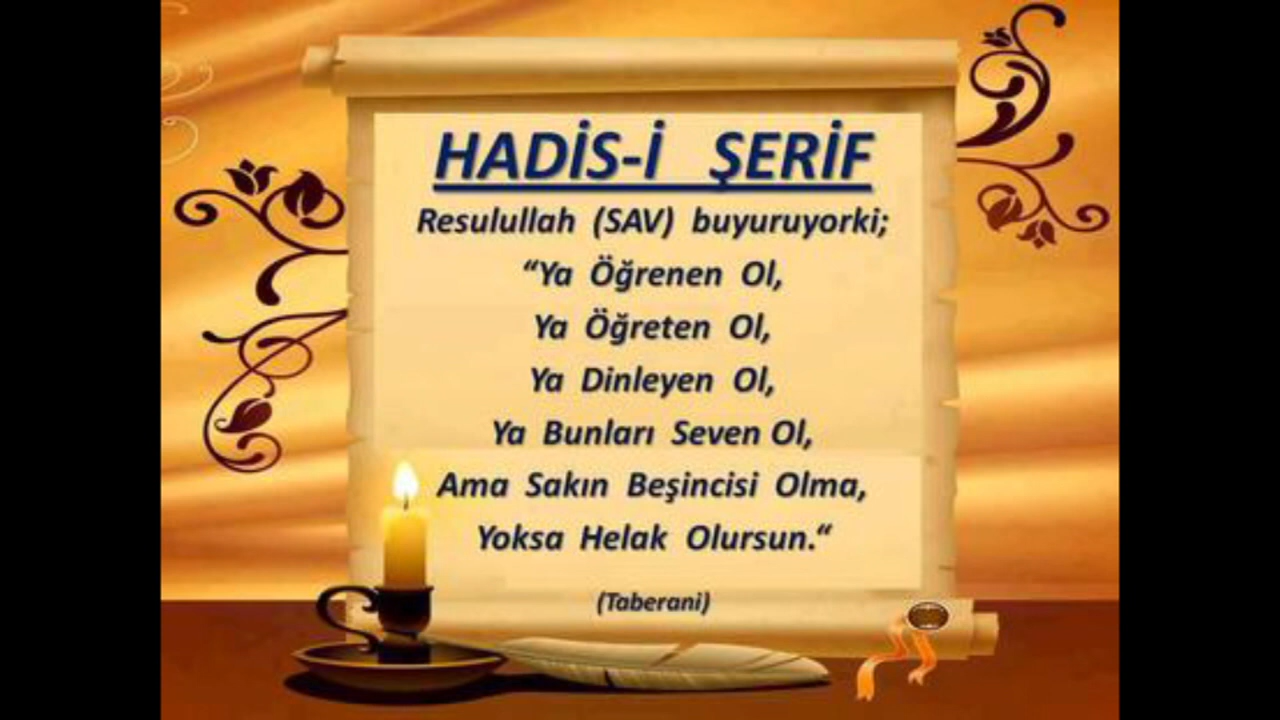 HADİS-İ ŞERİF
Resulullah (SAV) buyuruyorki;
“Ya Öğrenen Ol,
Ya Öğreten Ol,
Ya Dinleyen Ol,
Ya Bunları Seven Ol,
Ama Sakın Beşincisi Olma,
Yoksa Helak Olursun.“
(Taberani)